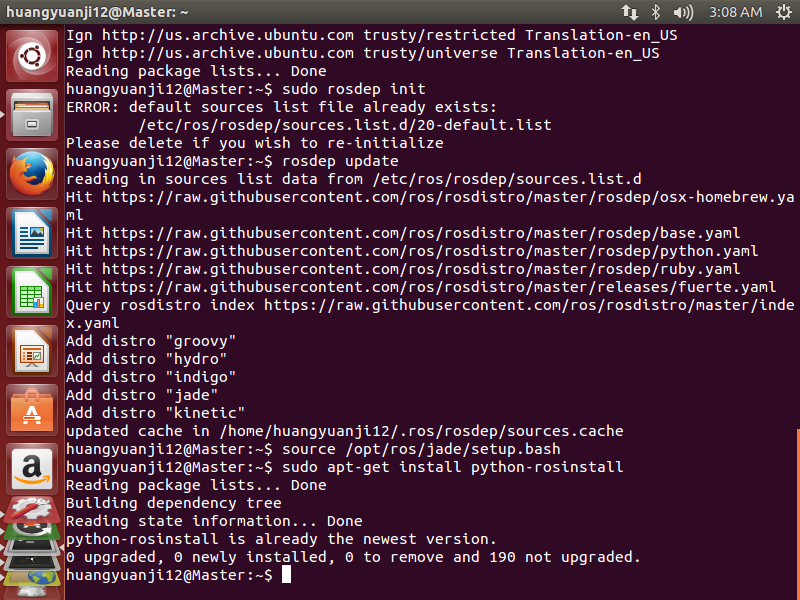 huangyuanji12@Master: ~
3:08 AM
Ign http://us.archive.ubuntu.com trusty/restricted Translation-en_US
Ign http://us.archive.ubuntu.com trusty/universe Translation-en_US
Reading package lists... Done
huangyuanji12@Master:~$ sudo rosdep init
ERROR: default sources list file already exists:
        /etc/ros/rosdep/sources.list.d/20-default.list
Please delete if you wish to re-initialize
huangyuanji12@Master:~$ rosdep update
reading in sources list data from /etc/ros/rosdep/sources.list.d
Hit https://raw.githubusercontent.com/ros/rosdistro/master/rosdep/osx-homebrew.ya
ml
Hit https://raw.githubusercontent.com/ros/rosdistro/master/rosdep/base.yaml
Hit https://raw.githubusercontent.com/ros/rosdistro/master/rosdep/python.yaml
Hit https://raw.githubusercontent.com/ros/rosdistro/master/rosdep/ruby.yaml
Hit https://raw.githubusercontent.com/ros/rosdistro/master/releases/fuerte.yaml
Query rosdistro index https://raw.githubusercontent.com/ros/rosdistro/master/inde
x.yaml
Add distro "groovy"
Add distro "hydro"
Add distro "indigo"
Add distro "jade"
Add distro "kinetic"
updated cache in /home/huangyuanji12/.ros/rosdep/sources.cache
huangyuanji12@Master:~$ source /opt/ros/jade/setup.bash
huangyuanji12@Master:~$ sudo apt-get install python-rosinstall
Reading package lists... Done
Building dependency tree
Reading state information... Done
python-rosinstall is already the newest version.
0 upgraded, 0 newly installed, 0 to remove and 190 not upgraded.
huangyuanji12@Master:~$